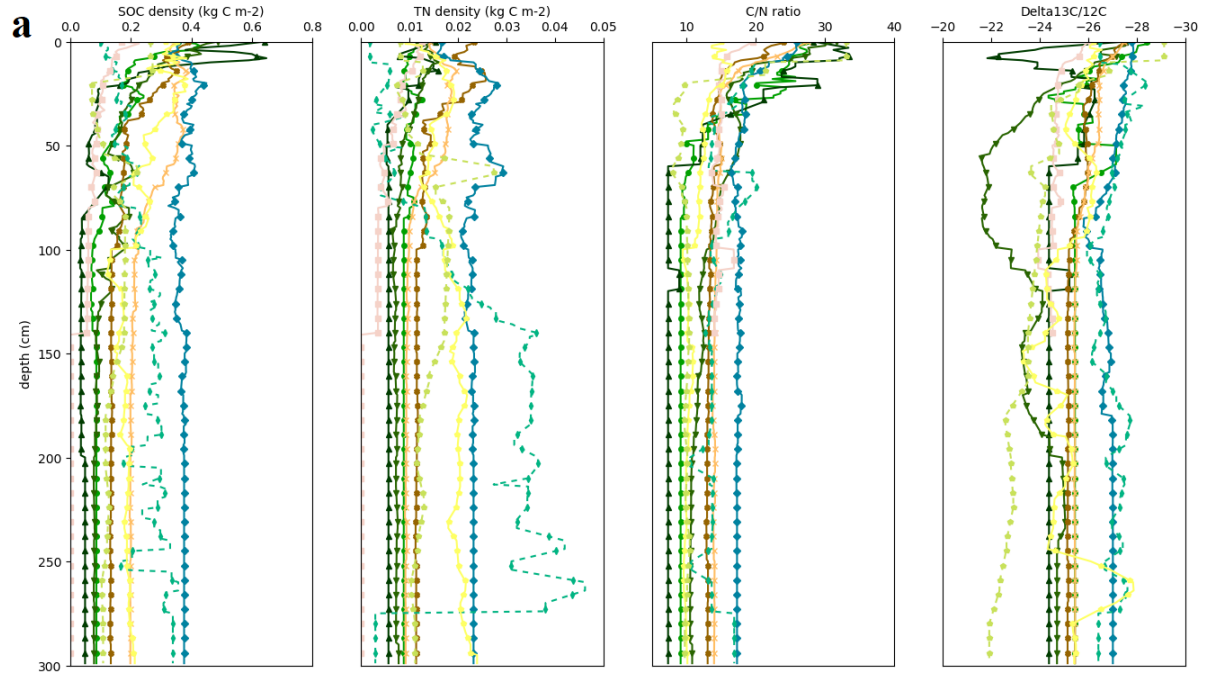 a
SOC density (kg C m-2)
0.0 0.2 0.4 0.6 0.8
TN density (kg C m-2)
0.00 0.01 0.02 0.03 0.04 0.05
C/N ratio
10 20 30 40
Delta13C/12C
−20 −22 −24 −26 −28 −30
depth (cm)
0
50
100
150
200
250
300